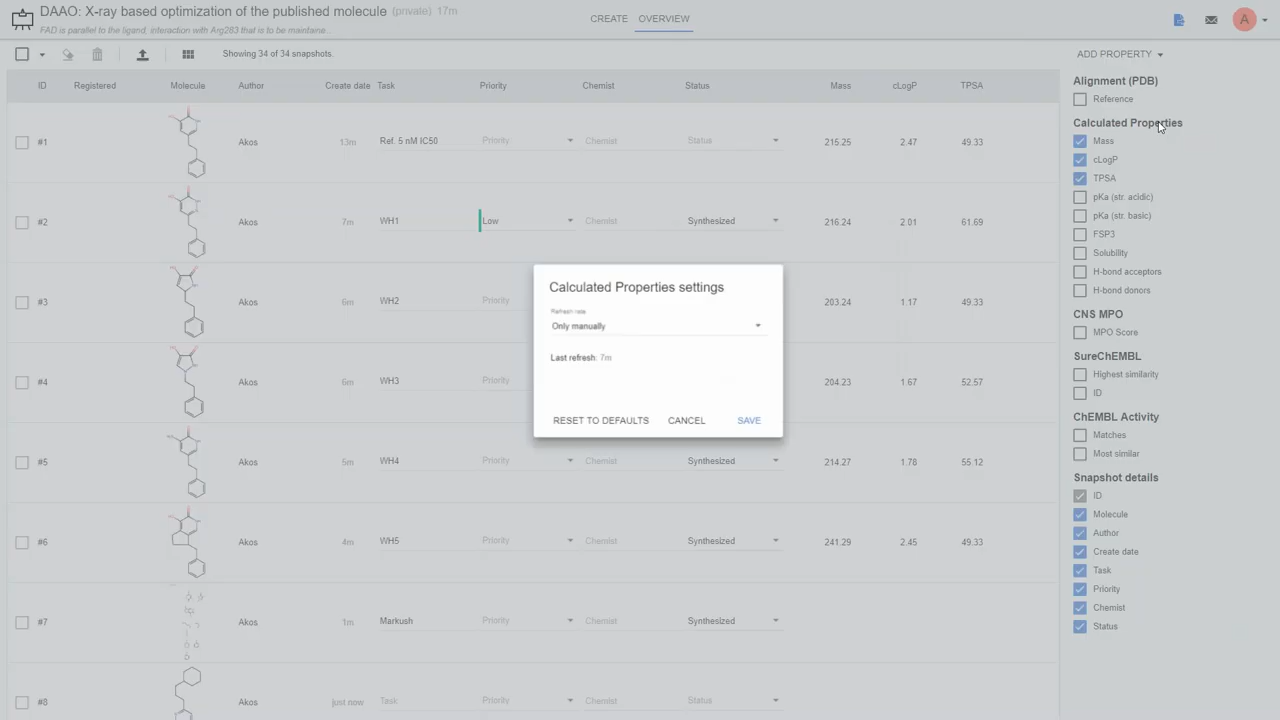 DAAO: X-ray based optimization of the published molecule (private) 17m
FAD is parallel to the ligand, interaction with Arg283 that is to be maintaine...
CREATE OVERVIEW
A
Showing 34 of 34 snapshots.
ADD PROPERTY
ID Registered Molecule Author Create date Task Priority Chemist Status Mass cLogP TPSA
#1 Akos 13m Ref. 5 nM IC50 Priority Chemist Status 215.25 2.47 49.33
#2 Akos 7m WH1 Low Chemist Synthesized 216.24 2.01 61.69
#3 Akos 6m WH2 Priority 203.24 1.17 49.33
#4 Akos 6m WH3 Priority 204.23 1.67 52.57
#5 Akos 5m WH4 Priority Chemist Synthesized 214.27 1.78 55.12
#6 Akos 4m WH5 Priority Chemist Synthesized 241.29 2.45 49.33
#7 Akos 1m Markush Priority Chemist Synthesized
#8 Akos just now Task Priority Chemist Status
Calculated Properties settings
Refresh rate
Only manually
Last refresh: 7m
RESET TO DEFAULTS CANCEL SAVE
Alignment (PDB)
Reference
Calculated Properties
Mass
cLogP
TPSA
pKa (str. acidic)
pKa (str. basic)
FSP3
Solubility
H-bond acceptors
H-bond donors
CNS MPO
MPO Score
SureChEMBL
Highest similarity
ID
ChEMBL Activity
Matches
Most similar
Snapshot details
ID
Molecule
Author
Create date
Task
Priority
Chemist
Status